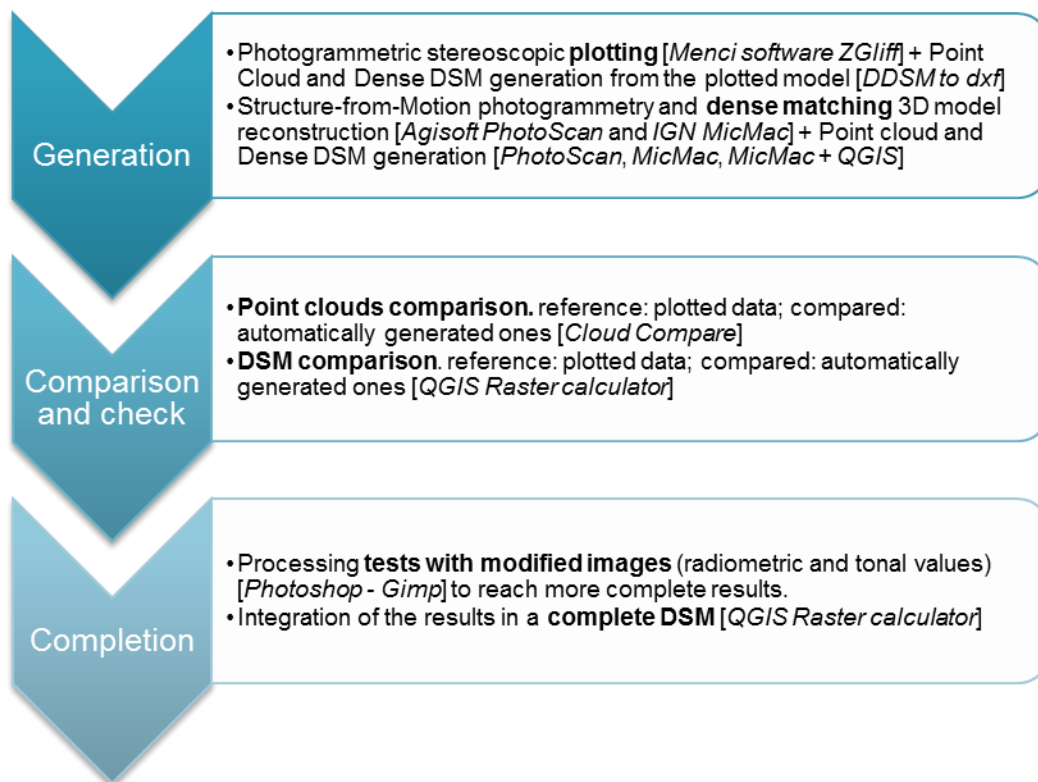 Generation
•Photogrammetric stereoscopic plotting [Menci software ZGliff] + Point
Cloud and Dense DSM generation from the plotted model [DDSM to dxf]
•Structure-from-Motion photogrammetry and dense matching 3D model
reconstruction [Agisoft PhotoScan and IGN MicMac] + Point cloud and
Dense DSM generation [PhotoScan, MicMac, MicMac + QGIS]
Comparison
and check
•Point clouds comparison. reference: plotted data; compared:
automatically generated ones [Cloud Compare]
•DSM comparison. reference: plotted data; compared: automatically
generated ones [QGIS Raster calculator]
Completion
•Processing tests with modified images (radiometric and tonal values)
[Photoshop - Gimp] to reach more complete results.
•Integration of the results in a complete DSM [QGIS Raster calculator]